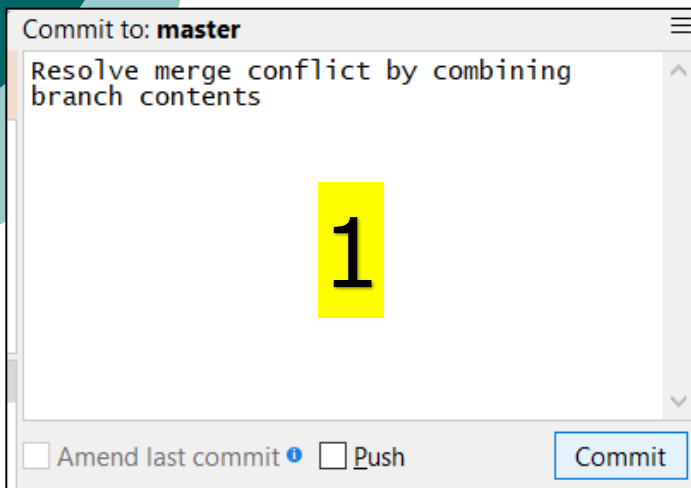 Commit to: master
Resolve merge conflict by combining
branch contents
1
Amend last commit Push Commit